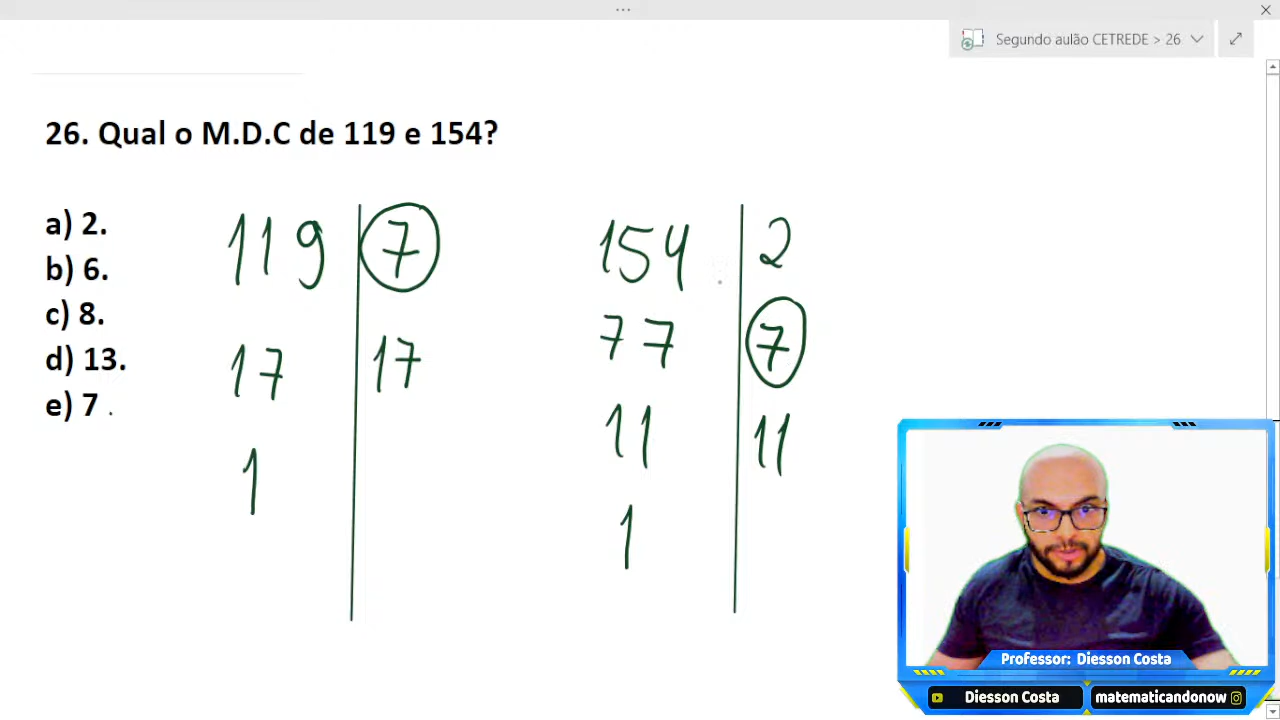 Segundo aulão CETREDE > 26
26. Qual o M.D.C de 119 e 154?
a) 2.
b) 6.
c) 8.
d) 13.
e) 7 .
119 7
17 17
1
154 2
77 7
11 11
1
Professor: Diesson Costa
Diesson Costa
matematicandonow